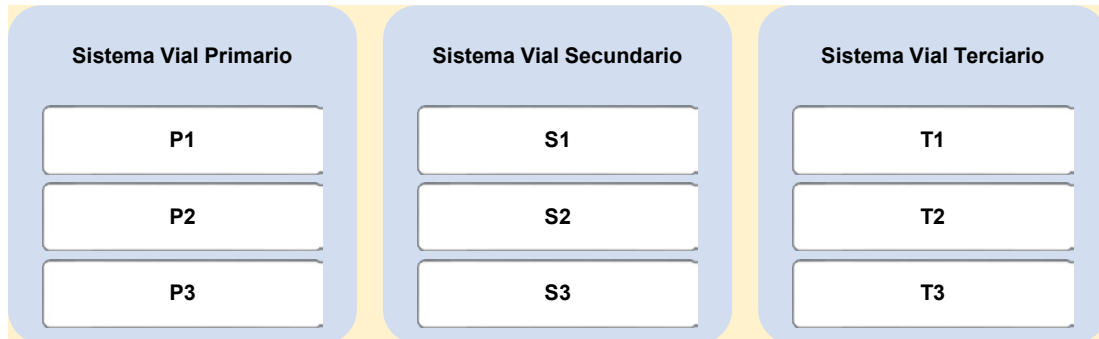 Sistema Vial Primario
P1
P2
P3
Sistema Vial Secundario
S1
S2
S3
Sistema Vial Terciario
T1
T2
T3